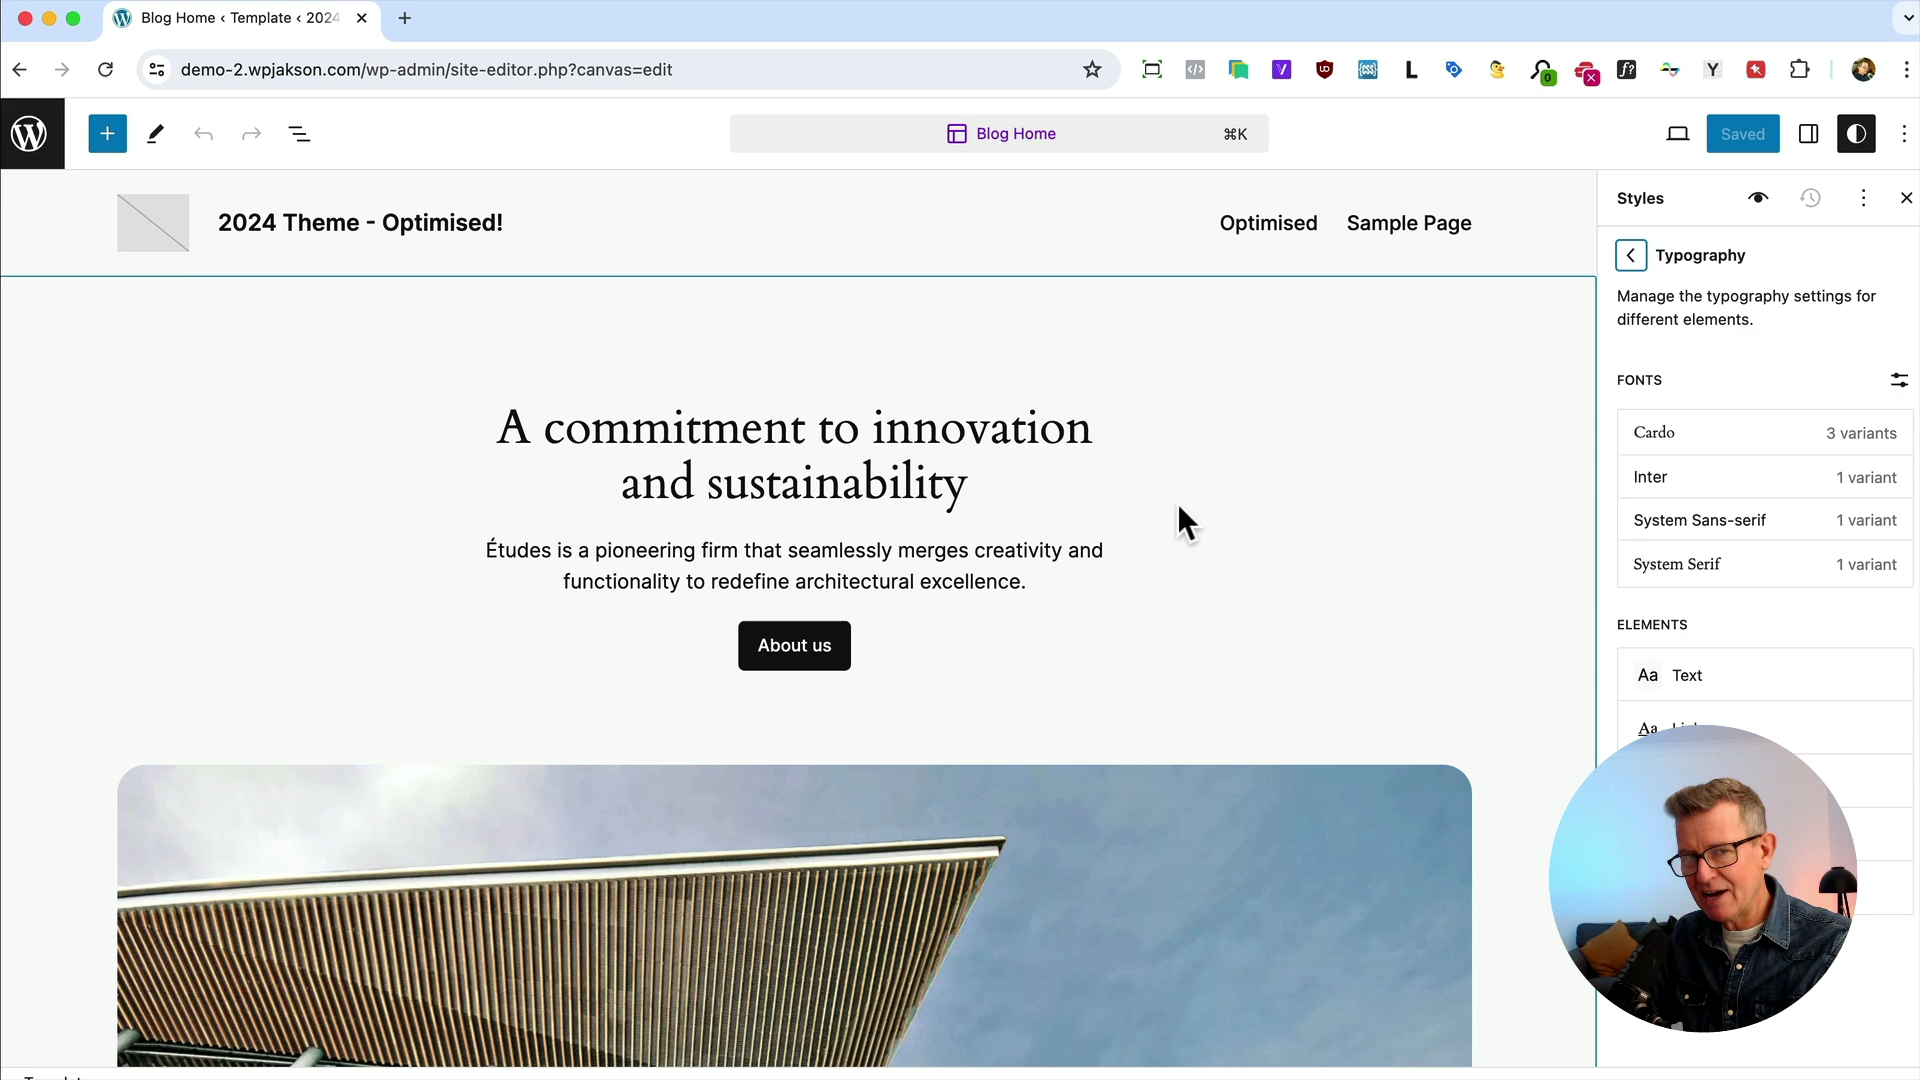 Blog Home ‹ Template ‹ 2024
demo-2.wpjakson.com/wp-admin/site-editor.php?canvas=edit
Blog Home ⌘K
Saved
2024 Theme - Optimised!
Optimised Sample Page
A commitment to innovation
and sustainability
Études is a pioneering firm that seamlessly merges creativity and
functionality to redefine architectural excellence.
About us
Styles
Typography
Manage the typography settings for
different elements.
FONTS
Cardo 3 variants
Inter 1 variant
System Sans-serif 1 variant
System Serif 1 variant
ELEMENTS
Aa Text
Aa